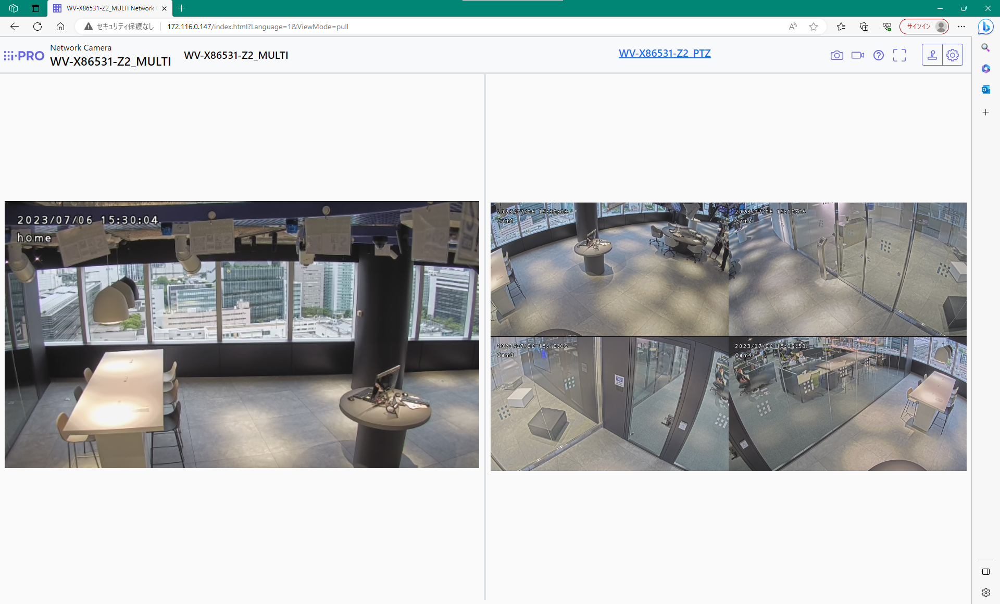 WV-X86531-Z2_MULTI Network
セキュリティ保護なし
172.116.0.147/index.html?Language=1&ViewMode=pull
サインイン
i-PRO
Network Camera
WV-X86531-Z2_MULTI
WV-X86531-Z2_MULTI
WV-X86531-Z2_PTZ
2023/07/06 15:30:04
home
2023/07/06 15:30:03
Cam1
2023/07/06 15:10:06
Cam2
2023/07/06 15:10:06
Cam3
2023/07/06 15:09:53
Cam4